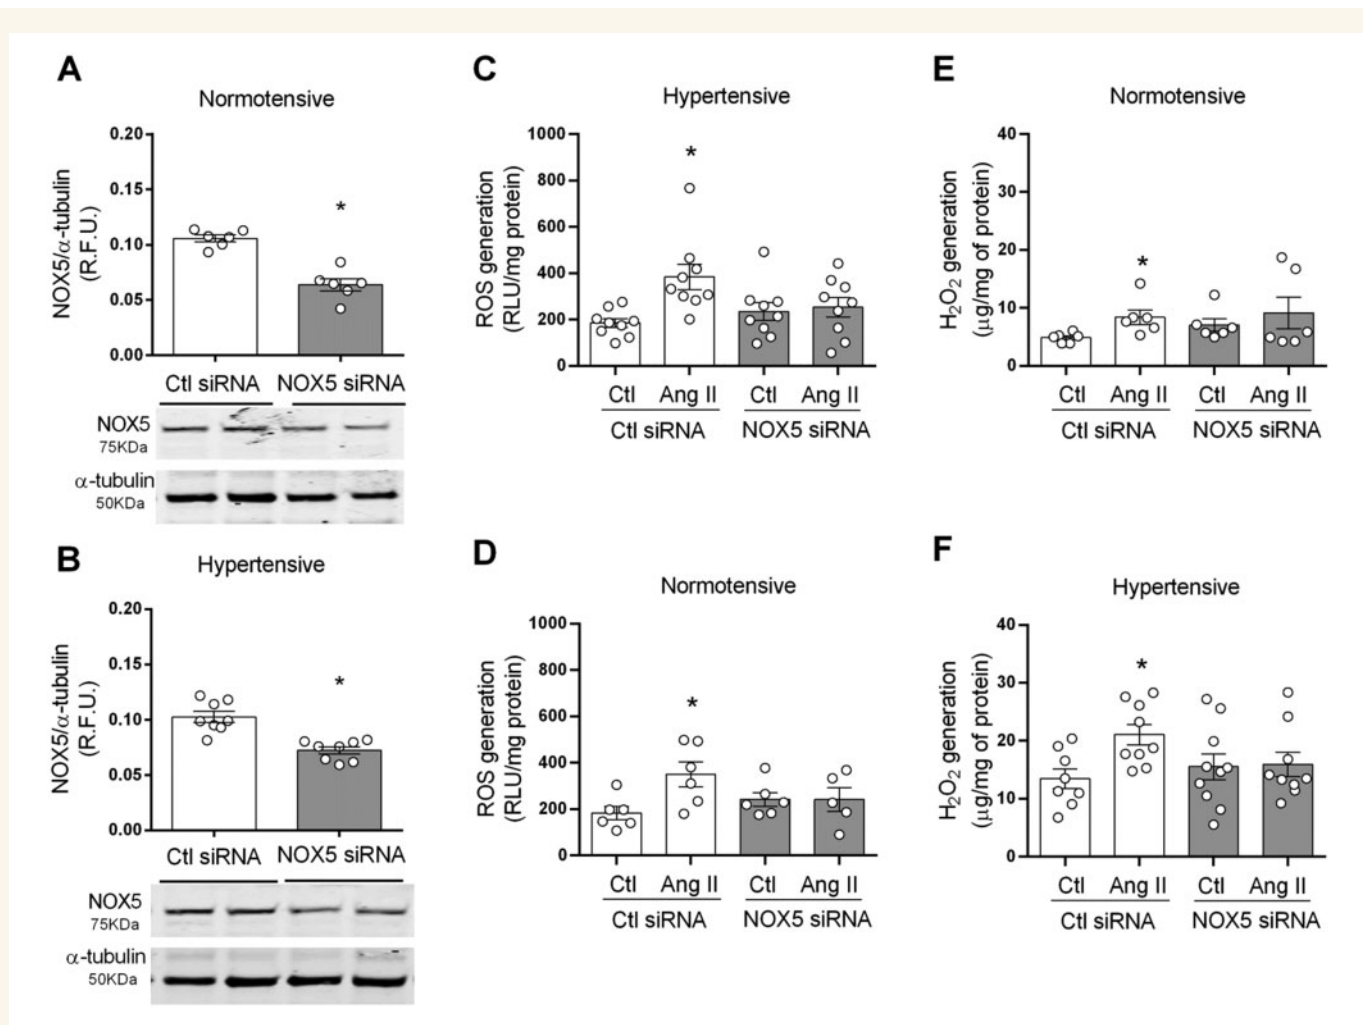 A
Normotensive
NOX5/α-tubulin
(R.F.U.)
0.20
0.15
0.10
0.05
0.00
*
Ctl siRNA NOX5 siRNA
NOX5
75KDa
α-tubulin
50KDa
B
Hypertensive
NOX5/α-tubulin
(R.F.U.)
0.20
0.15
0.10
0.05
0.00
*
Ctl siRNA NOX5 siRNA
NOX5
75KDa
α-tubulin
50KDa
C
Hypertensive
ROS generation
(RLU/mg protein)
1000
800
600
400
200
0
*
Ctl Ang II Ctl Ang II
Ctl siRNA NOX5 siRNA
D
Normotensive
ROS generation
(RLU/mg protein)
1000
800
600
400
200
0
*
Ctl Ang II Ctl Ang II
Ctl siRNA NOX5 siRNA
E
Normotensive
H₂O₂ generation
(μg/mg of protein)
40
30
20
10
0
*
Ctl Ang II Ctl Ang II
Ctl siRNA NOX5 siRNA
F
Hypertensive
H₂O₂ generation
(μg/mg of protein)
40
30
20
10
0
*
Ctl Ang II Ctl Ang II
Ctl siRNA NOX5 siRNA